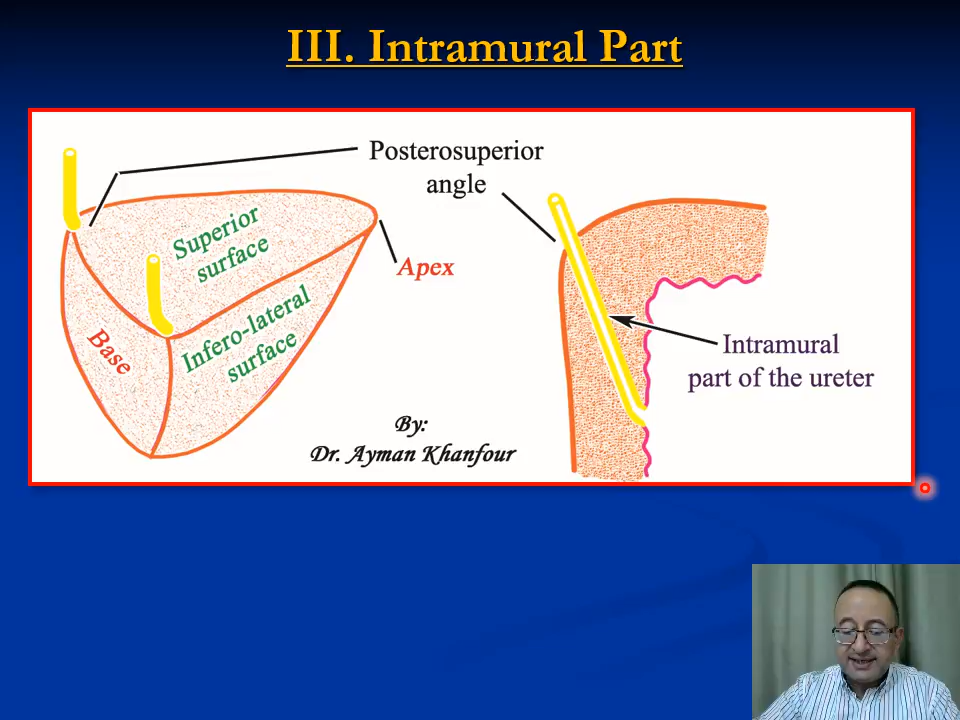 III. Intramural Part
Posterosuperior
angle
Superior
surface
Apex
Infero-lateral
surface
Base
Intramural
part of the ureter
By:
Dr. Ayman Khanfour